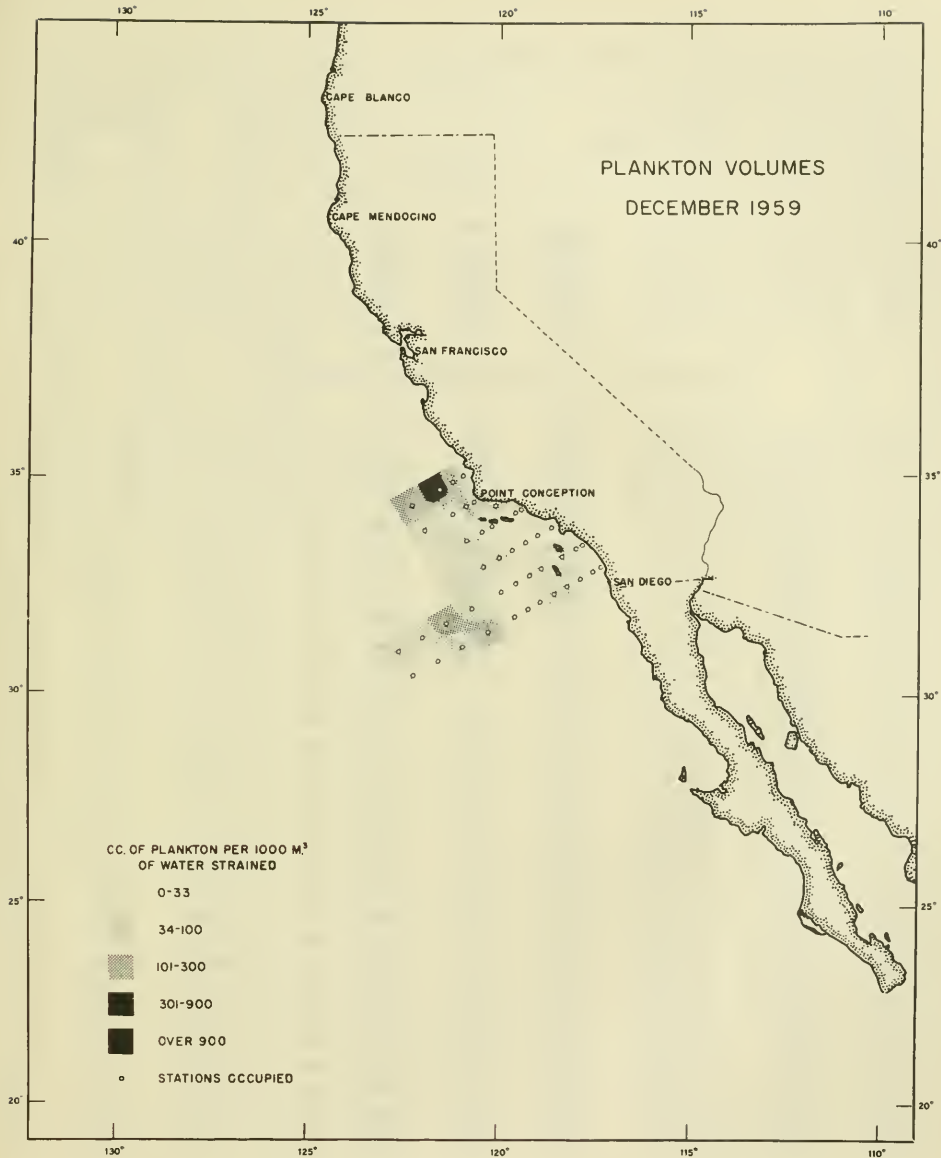 130° 125° 120° 115° 110°
CAPE BLANCO
PLANKTON VOLUMES
DECEMBER 1959
CAPE MENDOCINO
40° 40°
SAN FRANCISCO
35° 35°
POINT CONCEPTION
SAN DIEGO
30° 30°
CC. OF PLANKTON PER 1000 M.³
OF WATER STRAINED
0-33
25° 25°
34-100
101-300
301-900
OVER 900
STATIONS OCCUPIED
20° 20°
130° 125° 120° 115° 110°